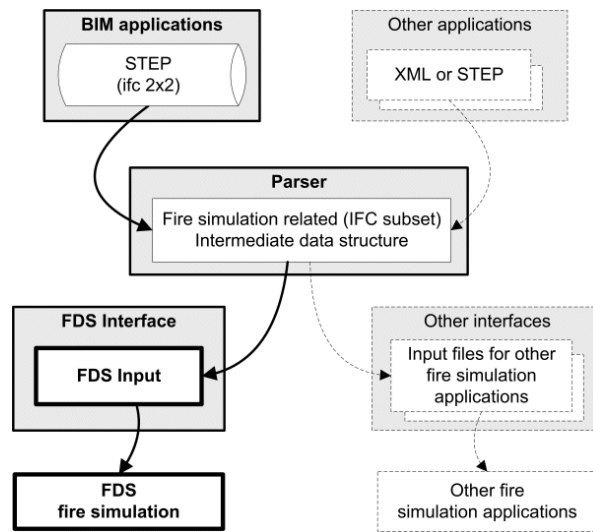 BIM applications
STEP
(ifc 2x2)
Other applications
XML or STEP
Parser
Fire simulation related (IFC subset)
Intermediate data structure
FDS Interface
FDS Input
Other interfaces
Input files for other
fire simulation
applications
FDS
fire simulation
Other fire
simulation applications